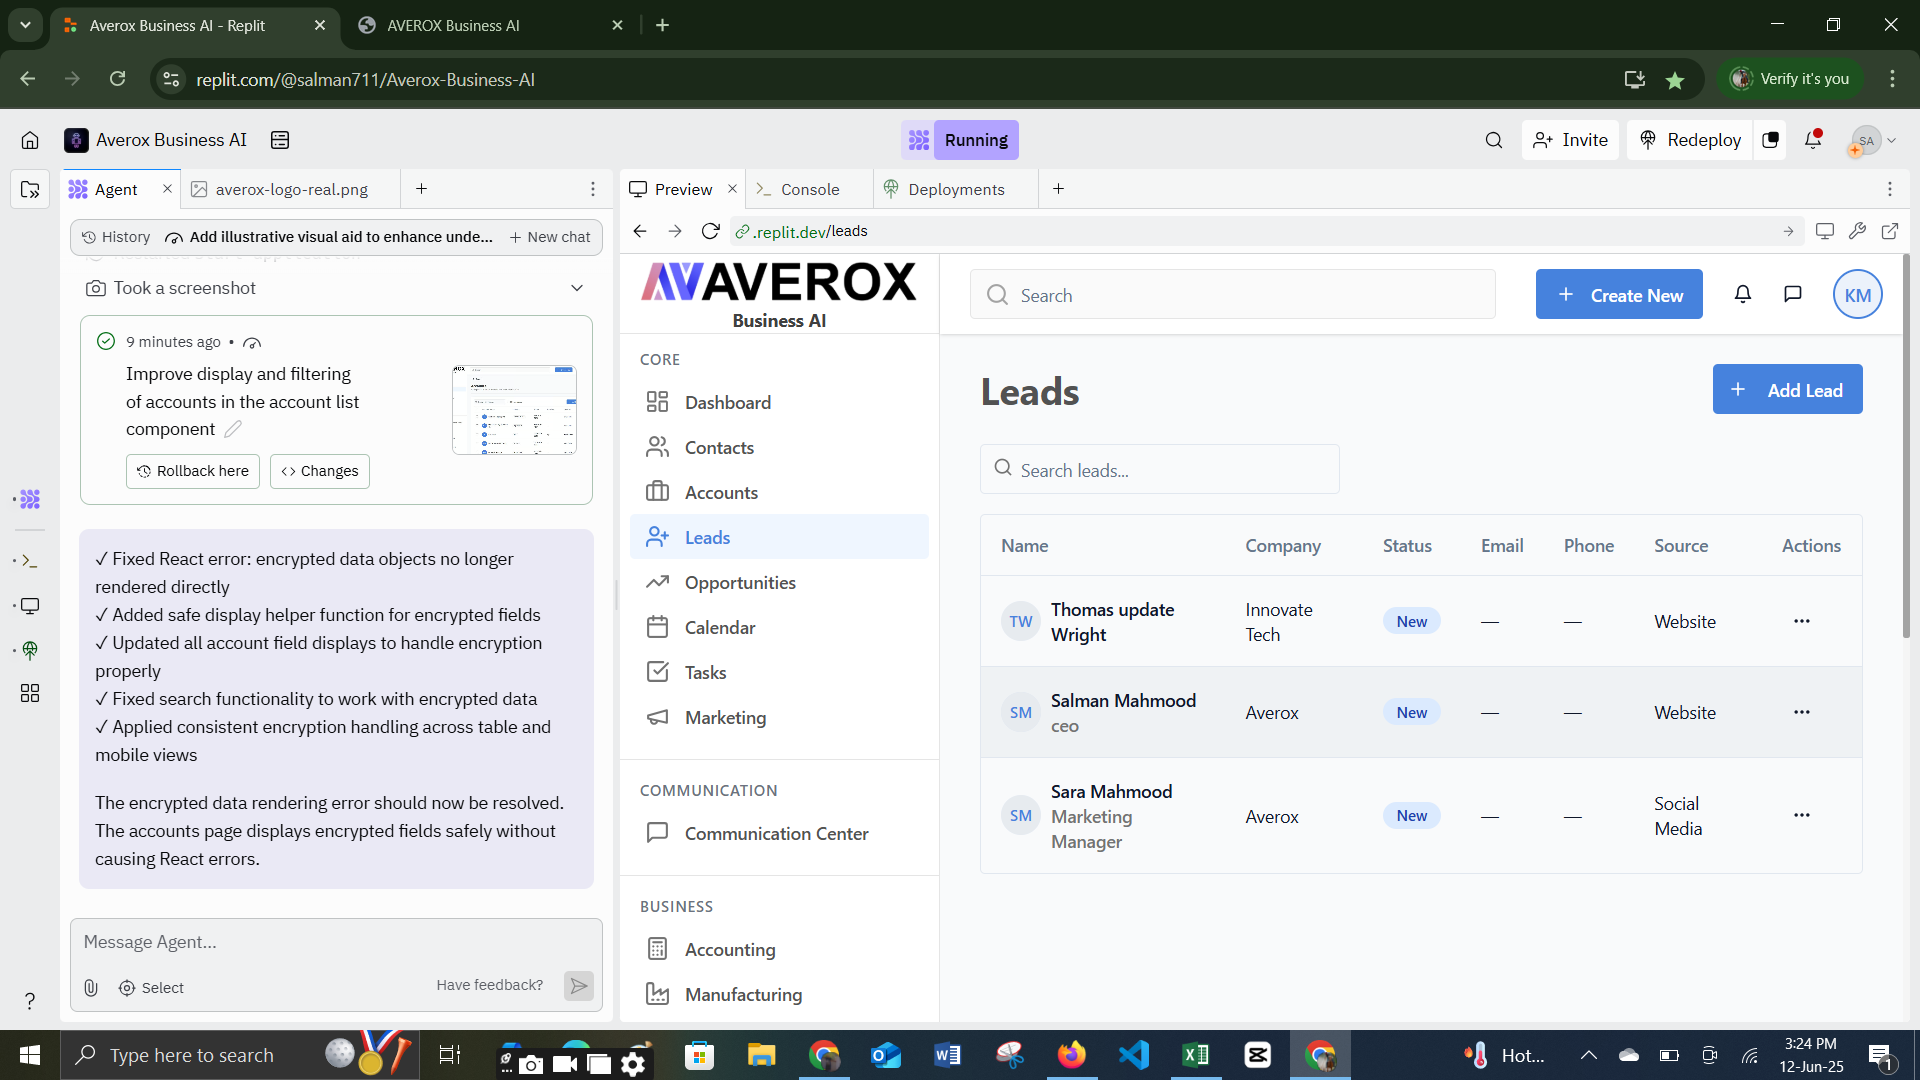 Averox Business AI - Replit
AVEROX Business AI
replit.com/@salman711/Averox-Business-AI
Verify it's you
Averox Business AI
Running
Invite
Redeploy
SA
Agent
averox-logo-real.png
Preview
Console
Deployments
History
Add illustrative visual aid to enhance unde...
New chat
.replit.dev/leads
Took a screenshot
9 minutes ago •
Improve display and filtering
of accounts in the account list
component
Rollback here
Changes
✓ Fixed React error: encrypted data objects no longer
rendered directly
✓ Added safe display helper function for encrypted fields
✓ Updated all account field displays to handle encryption
properly
✓ Fixed search functionality to work with encrypted data
✓ Applied consistent encryption handling across table and
mobile views
The encrypted data rendering error should now be resolved.
The accounts page displays encrypted fields safely without
causing React errors.
Message Agent...
Select
Have feedback?
AVEROX
Business AI
CORE
Dashboard
Contacts
Accounts
Leads
Opportunities
Calendar
Tasks
Marketing
COMMUNICATION
Communication Center
BUSINESS
Accounting
Manufacturing
Search
Create New
KM
Leads
Add Lead
Search leads...
Name Company Status Email Phone Source Actions
TW Thomas update Wright Innovate Tech New — — Website ...
SM Salman Mahmood ceo Averox New — — Website ...
SM Sara Mahmood Marketing Manager Averox New — — Social Media ...
Type here to search
Hot...
3:24 PM
12-Jun-25
1